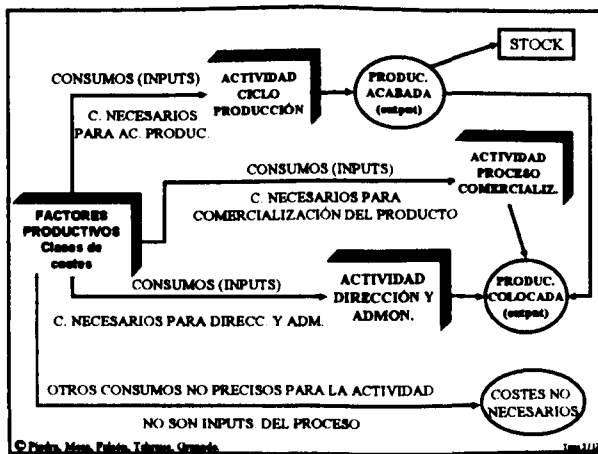 STOCK
CONSUMOS (INPUTS)
C. NECESARIOS
PARA AC. PRODUC.
ACTIVIDAD
CICLO
PRODUCCIÓN
PRODUC.
ACABADA
(output)
CONSUMOS (INPUTS)
C. NECESARIOS PARA
COMERCIALIZACIÓN DEL PRODUCTO
ACTIVIDAD
PROCESO
COMERCIALIZ.
FACTORES
PRODUCTIVOS
Clases de
costes
CONSUMOS (INPUTS)
C. NECESARIOS PARA DIRECC. Y ADM.
ACTIVIDAD
DIRECCIÓN Y
ADMON.
PRODUC.
COLOCADA
(output)
OTROS CONSUMOS NO PRECISOS PARA LA ACTIVIDAD
NO SON INPUTS DEL PROCESO
COSTES NO
NECESARIOS
©